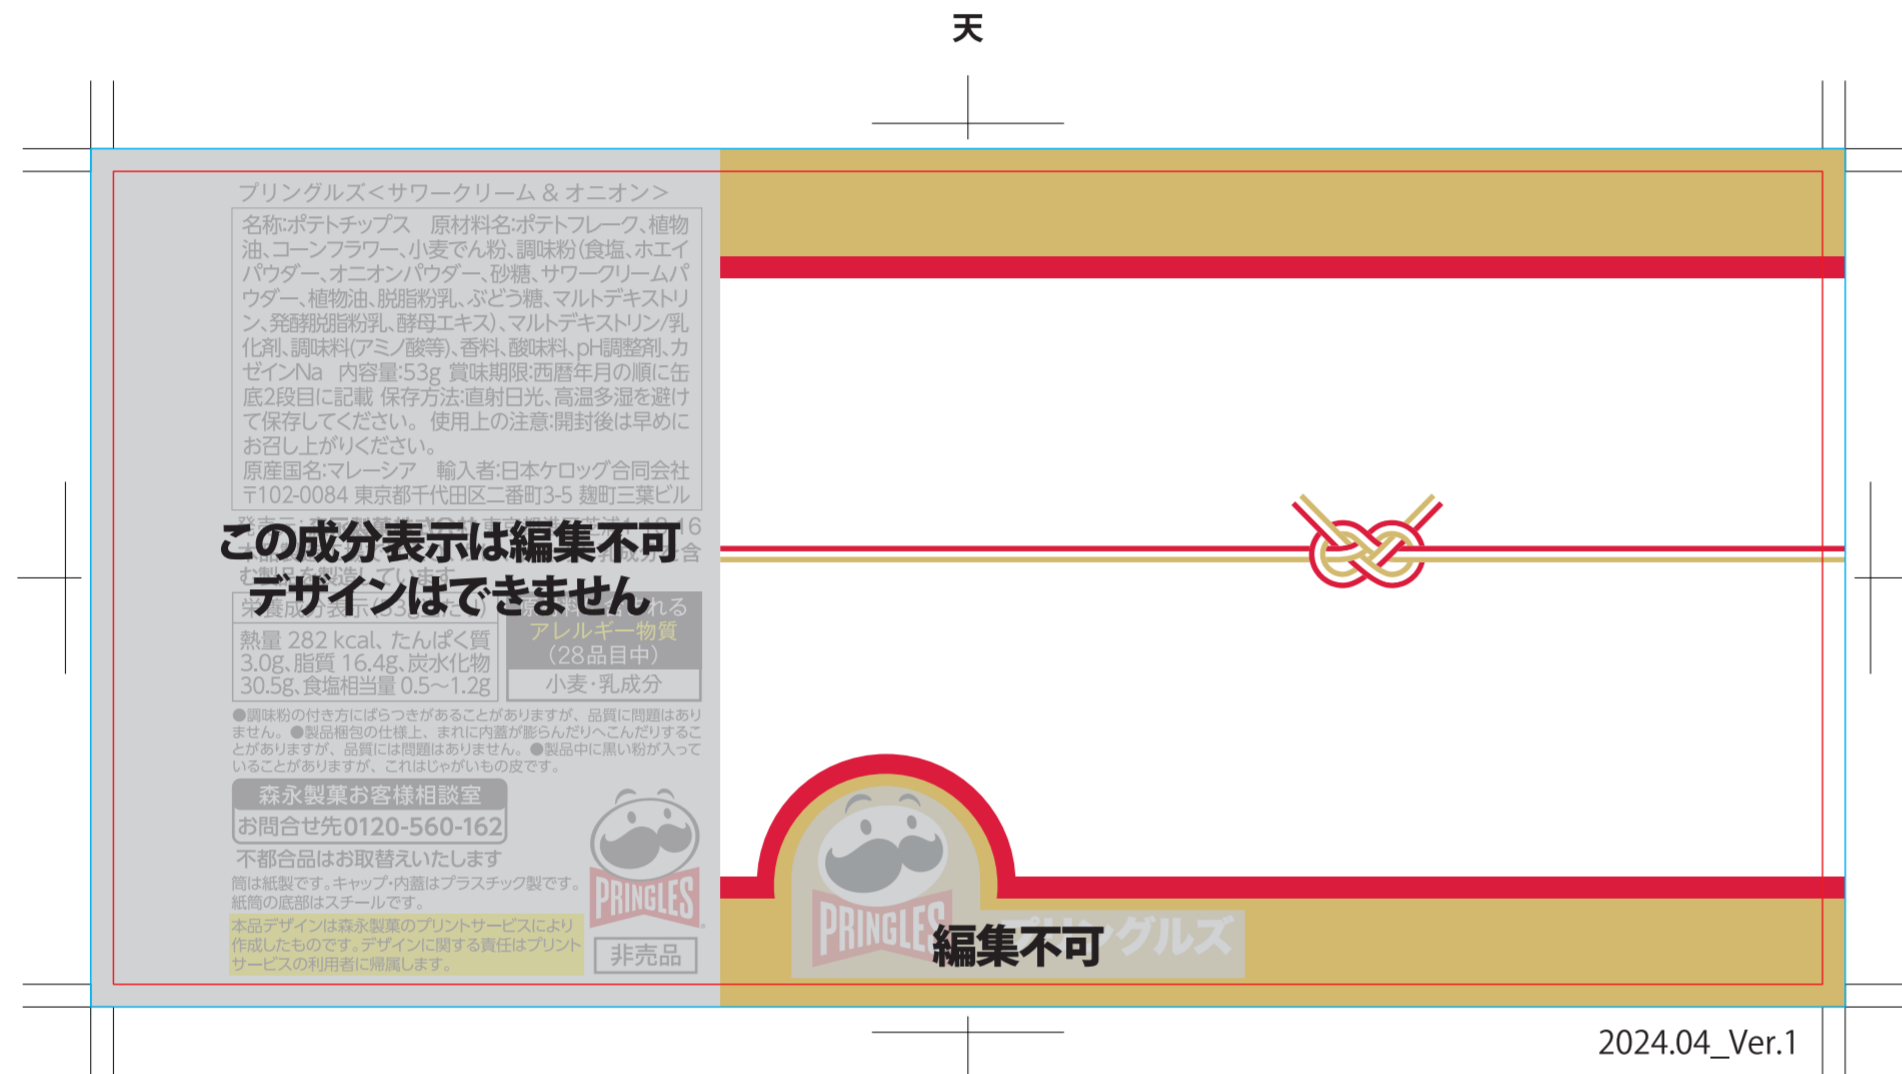 天
プリングルズ＜サワークリーム & オニオン＞
名称:ポテトチップス　原材料名:ポテトフレーク、植物
油、コーンフラワー、小麦でん粉、調味粉（食塩、ホエイ
パウダー、オニオンパウダー、砂糖、サワークリームパ
ウダー、植物油、脱脂粉乳、ぶどう糖、マルトデキストリ
ン、発酵脱脂粉乳、酵母エキス）、マルトデキストリン/乳
化剤、調味料(アミノ酸等)、香料、酸味料、pH調整剤、カ
ゼインNa 内容量:53g 賞味期限:西暦年月の順に缶
底2段目に記載 保存方法:直射日光、高温多湿を避け
て保存してください。 使用上の注意:開封後は早めに
お召し上がりください。
原産国名:マレーシア　輸入者:日本ケロッグ合同会社
〒102-0084 東京都千代田区二番町3-5 麹町三葉ビル
この成分表示は編集不可
む製品を製造しています
デザインはできません
栄養成分表示
アレルギー物質
（28品目中）
小麦・乳成分
熱量 282 kcal、たんぱく質
3.0g、脂質 16.4g、炭水化物
30.5g、食塩相当量 0.5〜1.2g
●調味粉の付き方にばらつきがあることがありますが、品質に問題はあり
ません。●製品梱包の仕様上、まれに内蓋が膨らんだりへこんだりするこ
とがありますが、品質には問題はありません。●製品中に黒い粉が入って
いることがありますが、これはじゃがいもの皮です。
森永製菓お客様相談室
お問合せ先0120-560-162
不都合品はお取替えいたします
筒は紙製です。キャップ・内蓋はプラスチック製です。
紙筒の底部はスチールです。
本品デザインは森永製菓のプリントサービスにより
作成したものです。デザインに関する責任はプリント
サービスの利用者に帰属します。
PRINGLES
非売品
PRINGLES
プリングルズ
編集不可
2024.04_Ver.1